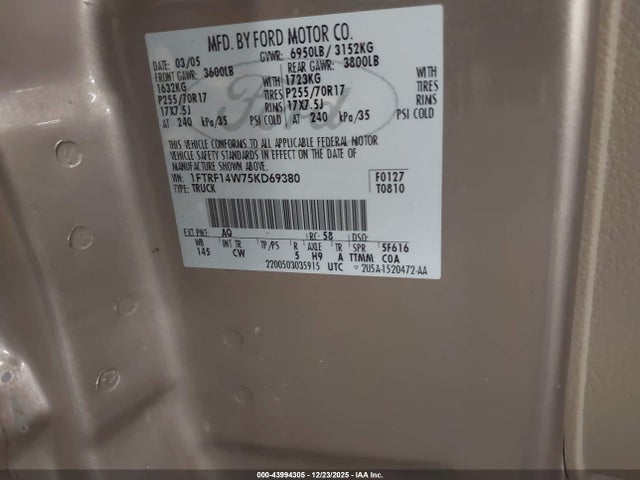 MFD. BY FORD MOTOR CO.
DATE: 03/05 GVWR: 6950LB / 3152KG
FRONT GAWR: 3600LB REAR GAWR: 3800LB
1632KG WITH 1723KG WITH
P255/70R17 TIRES P255/70R17 TIRES
17X7.5J RIMS 17X7.5J RIMS
AT 240 kPa/35 PSI COLD AT 240 kPa/35 PSI COLD
THIS VEHICLE CONFORMS TO ALL APPLICABLE FEDERAL MOTOR
VEHICLE SAFETY STANDARDS IN EFFECT ON THE DATE OF
MANUFACTURE SHOWN ABOVE.
VIN: 1FTRF14W75KD69380 F0127
TYPE: TRUCK T0810
EXT PNT: AQ RC: 58 DSO:
WB INT TR TP/PS R AXLE TR SPR 5F616
145 CW 5 H9 A TTMM C0A
2200503035915 UTC ▽ 2U5A-1520472-AA
Ford
00-43994305 - 12/23/2025 - IAA Inc.